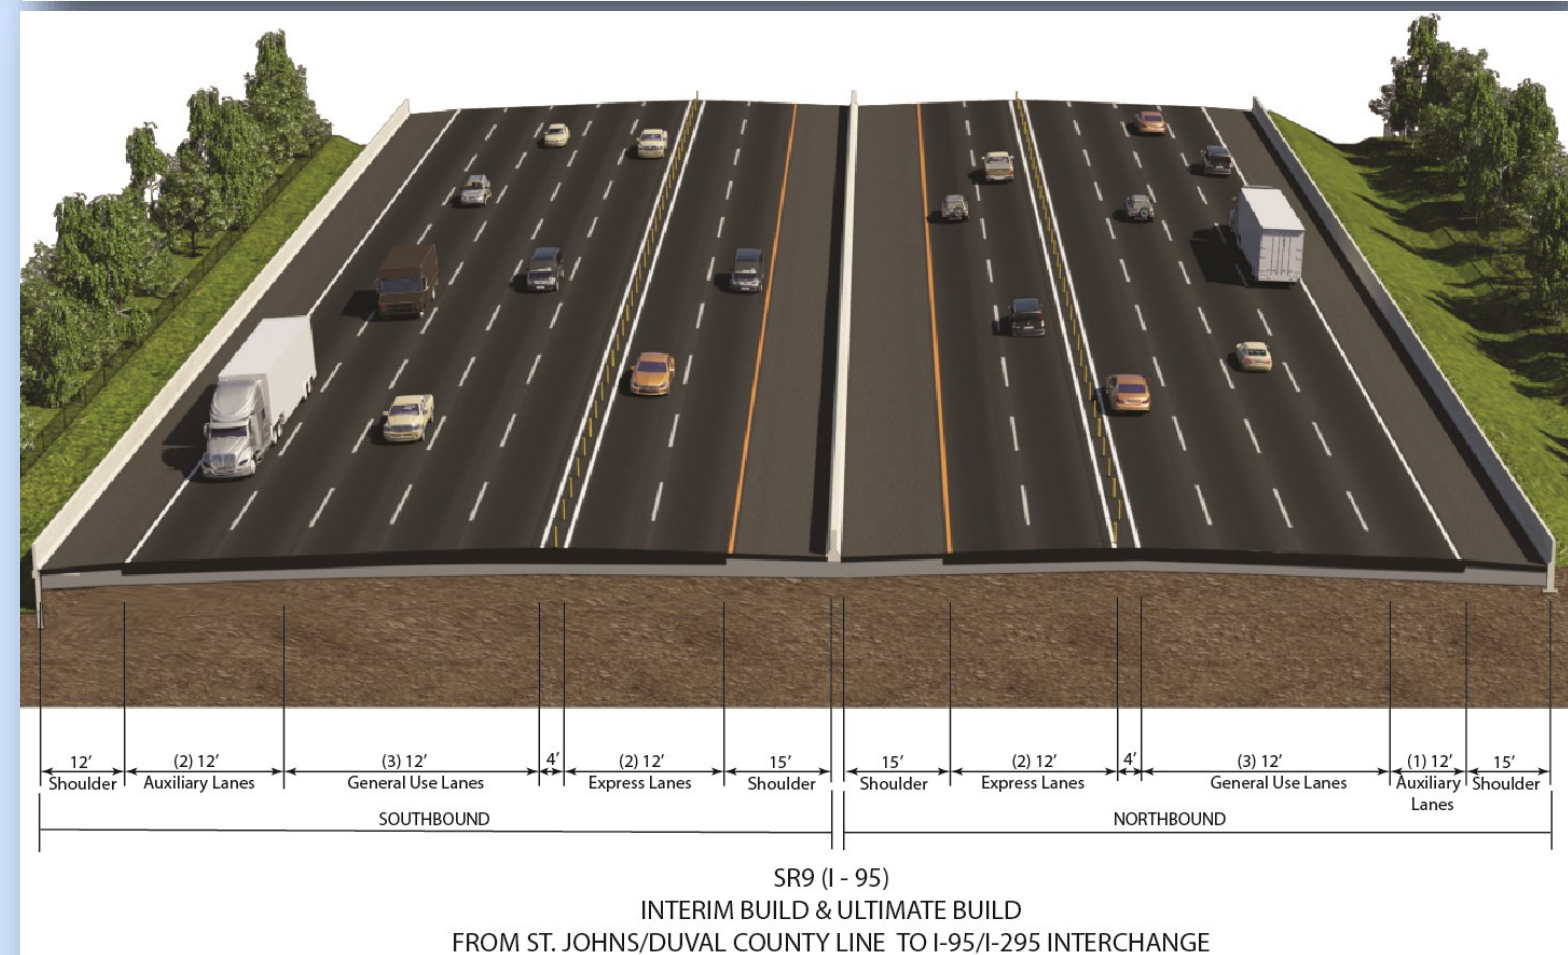 12’ (2) 12’ (3) 12’ 4’ (2) 12’ 15’ 15’ (2) 12’ 4’ (3) 12’ (1) 12’ 15’
Shoulder Auxiliary Lanes General Use Lanes Express Lanes Shoulder Shoulder Express Lanes General Use Lanes Auxiliary Shoulder
Lanes
SOUTHBOUND NORTHBOUND
SR9 (I - 95)
INTERIM BUILD & ULTIMATE BUILD
FROM ST. JOHNS/DUVAL COUNTY LINE TO I-95/I-295 INTERCHANGE